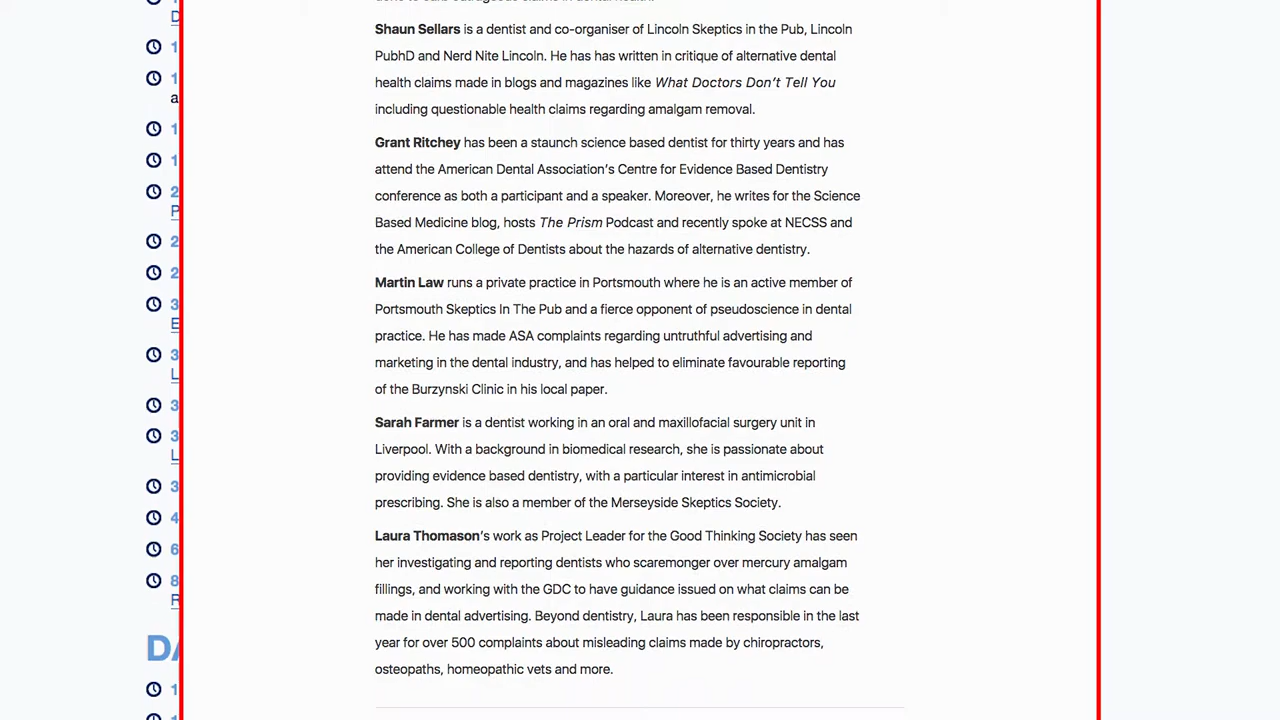 Shaun Sellars is a dentist and co-organiser of Lincoln Skeptics in the Pub, Lincoln
PubhD and Nerd Nite Lincoln. He has has written in critique of alternative dental
health claims made in blogs and magazines like What Doctors Don't Tell You
including questionable health claims regarding amalgam removal.
Grant Ritchey has been a staunch science based dentist for thirty years and has
attend the American Dental Association's Centre for Evidence Based Dentistry
conference as both a participant and a speaker. Moreover, he writes for the Science
Based Medicine blog, hosts The Prism Podcast and recently spoke at NECSS and
the American College of Dentists about the hazards of alternative dentistry.
Martin Law runs a private practice in Portsmouth where he is an active member of
Portsmouth Skeptics In The Pub and a fierce opponent of pseudoscience in dental
practice. He has made ASA complaints regarding untruthful advertising and
marketing in the dental industry, and has helped to eliminate favourable reporting
of the Burzynski Clinic in his local paper.
Sarah Farmer is a dentist working in an oral and maxillofacial surgery unit in
Liverpool. With a background in biomedical research, she is passionate about
providing evidence based dentistry, with a particular interest in antimicrobial
prescribing. She is also a member of the Merseyside Skeptics Society.
Laura Thomason's work as Project Leader for the Good Thinking Society has seen
her investigating and reporting dentists who scaremonger over mercury amalgam
fillings, and working with the GDC to have guidance issued on what claims can be
made in dental advertising. Beyond dentistry, Laura has been responsible in the last
year for over 500 complaints about misleading claims made by chiropractors,
osteopaths, homeopathic vets and more.